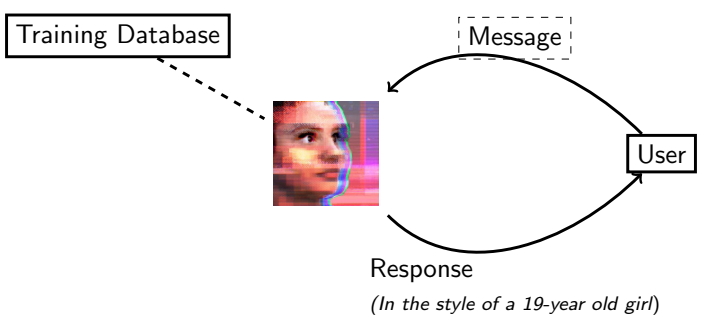 Training Database
Message
User
Response
(In the style of a 19-year old girl)